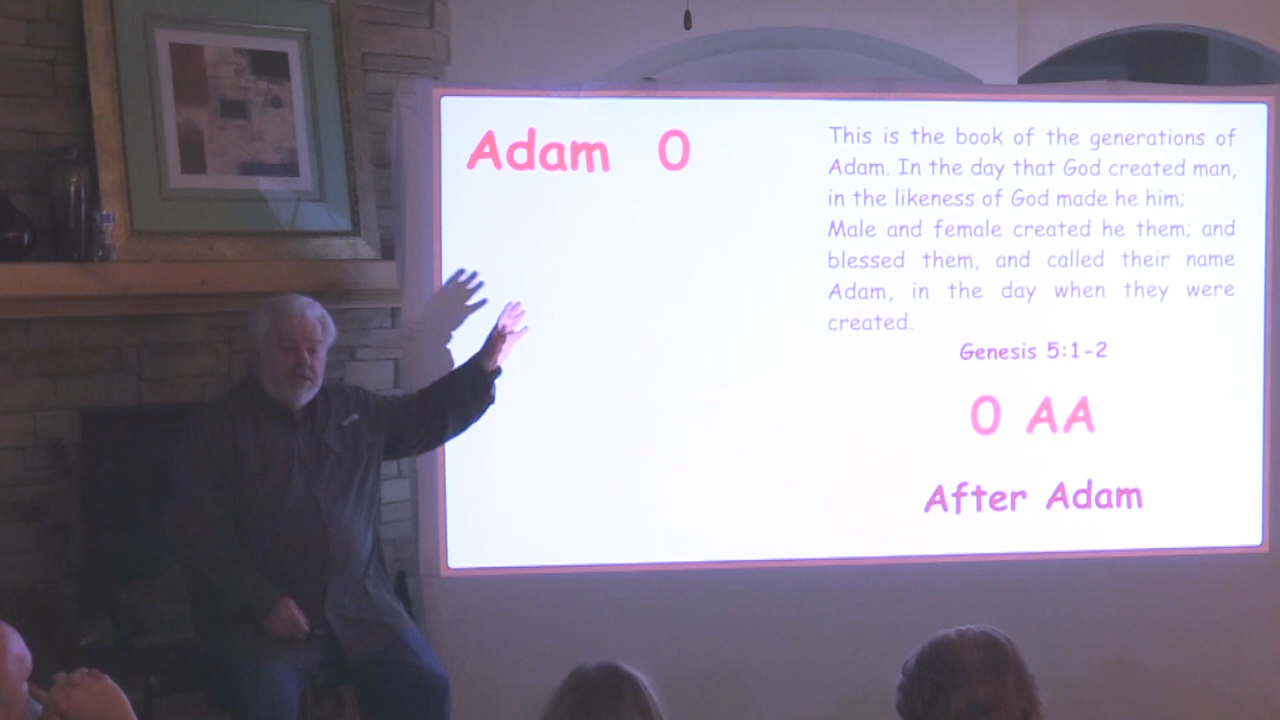 Adam 0
This is the book of the generations of
Adam. In the day that God created man,
in the likeness of God made he him;
Male and female created he them; and
blessed them, and called their name
Adam, in the day when they were
created.
Genesis 5:1-2
0 AA
After Adam